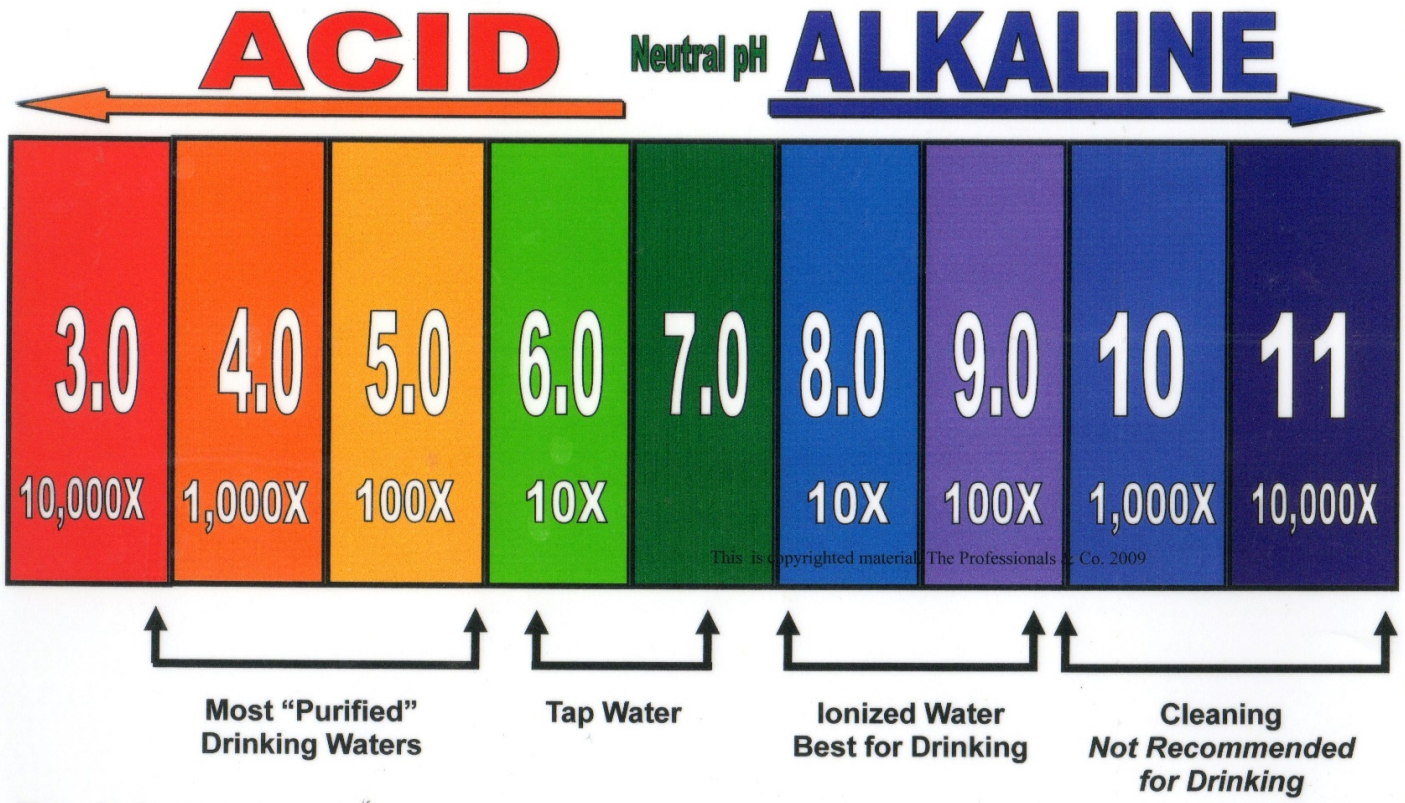 ACID Neutral pH ALKALINE
3.0 4.0 5.0 6.0 7.0 8.0 9.0 10 11
10,000X 1,000X 100X 10X 10X 100X 1,000X 10,000X
This is copyrighted material. The Professionals & Co. 2009
Most “Purified”
Drinking Waters
Tap Water
Ionized Water
Best for Drinking
Cleaning
Not Recommended
for Drinking